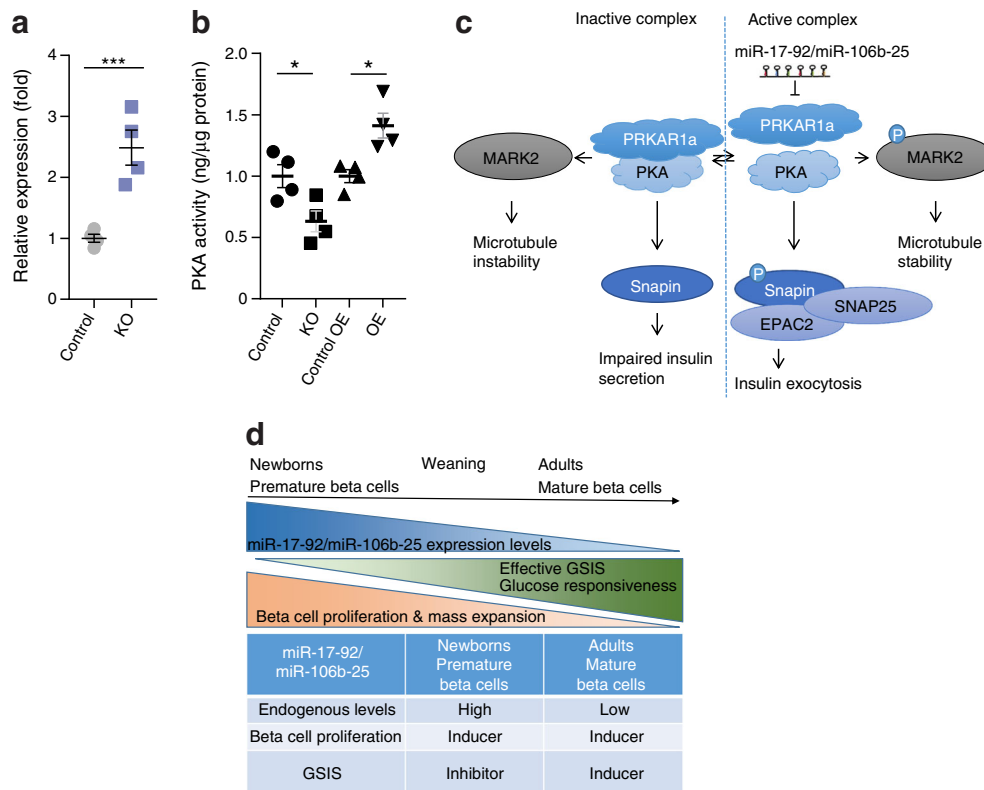 a
Relative expression (fold)
4
3
2
1
0
***
Control
KO
b
PKA activity (ng/µg protein)
2.0
1.5
1.0
0.5
0
*
*
Control
KO
Control OE
OE
c
Inactive complex
Active complex
miR-17-92/miR-106b-25
PRKAR1a
PKA
MARK2
Microtubule
instability
Snapin
Impaired insulin
secretion
PRKAR1a
PKA
P
MARK2
Microtubule
stability
P
Snapin
SNAP25
EPAC2
Insulin exocytosis
d
Newborns
Weaning
Adults
Premature beta cells
Mature beta cells
miR-17-92/miR-106b-25 expression levels
Effective GSIS
Glucose responsiveness
Beta cell proliferation & mass expansion
miR-17-92/
miR-106b-25
Newborns
Premature
beta cells
Adults
Mature
beta cells
Endogenous levels
High
Low
Beta cell proliferation
Inducer
Inducer
GSIS
Inhibitor
Inducer